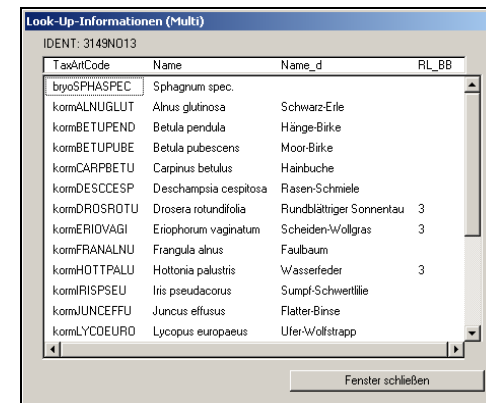 Look-Up-Informationen (Multi)
IDENT: 3149NO13
TaxArtCode Name Name_d RL_BB
bryoSPHASPEC Sphagnum spec.
kormALNUGLUT Alnus glutinosa Schwarz-Erle
kormBETUPEND Betula pendula Hänge-Birke
kormBETUPUBE Betula pubescens Moor-Birke
kormCARPBETU Carpinus betulus Hainbuche
kormDESCCESP Deschampsia cespitosa Rasen-Schmiele
kormDROSROTU Drosera rotundifolia Rundblättriger Sonnentau 3
kormERIOVAGI Eriophorum vaginatum Scheiden-Wollgras 3
kormFRANALNU Frangula alnus Faulbaum
kormHOTTPALU Hottonia palustris Wasserfeder 3
kormIRISPSEU Iris pseudacorus Sumpf-Schwertlilie
kormJUNCEFFU Juncus effusus Flatter-Binse
kormLYCOEURO Lycopus europaeus Ufer-Wolfstrapp
Fenster schließen